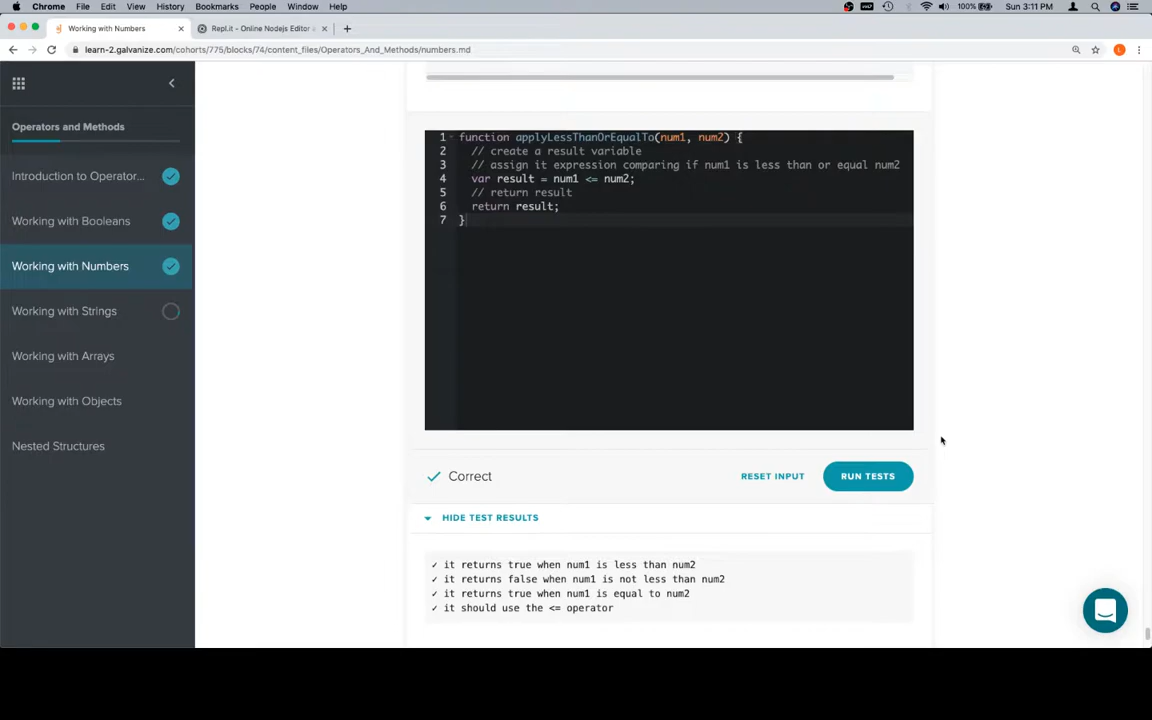 Chrome File Edit View History Bookmarks People Window Help
100% Sun 3:11 PM
Working with Numbers
Repl.it - Online Nodejs Editor
learn-2.galvanize.com/cohorts/775/blocks/74/content_files/Operators_And_Methods/numbers.md
Operators and Methods
Introduction to Operator...
Working with Booleans
Working with Numbers
Working with Strings
Working with Arrays
Working with Objects
Nested Structures
1 function applyLessThanOrEqualTo(num1, num2) {
2 // create a result variable
3 // assign it expression comparing if num1 is less than or equal num2
4 var result = num1 <= num2;
5 // return result
6 return result;
7 }
Correct
RESET INPUT
RUN TESTS
HIDE TEST RESULTS
✓ it returns true when num1 is less than num2
✓ it returns false when num1 is not less than num2
✓ it returns true when num1 is equal to num2
✓ it should use the <= operator